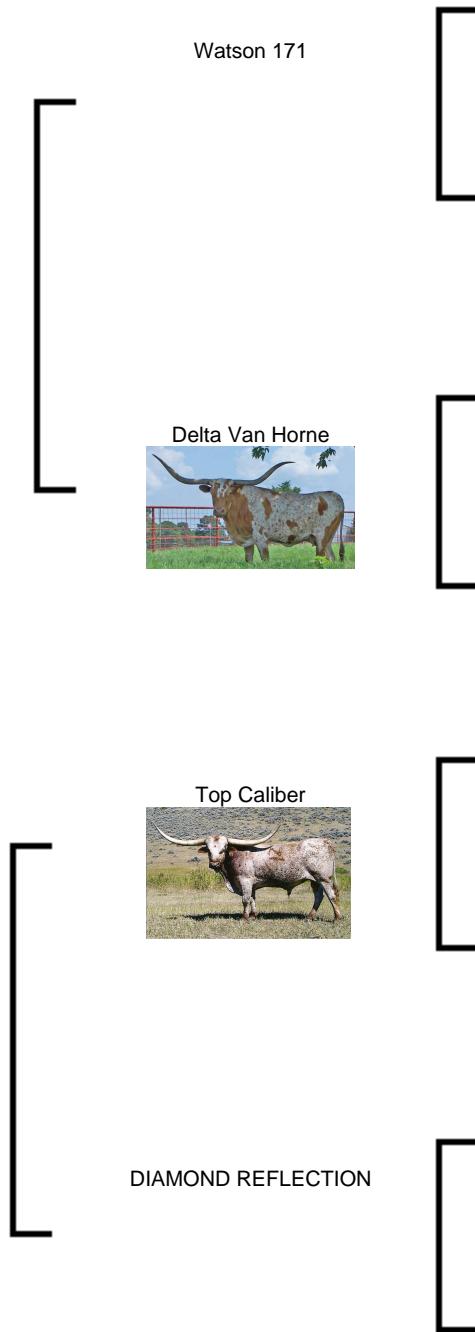 Watson 171
Delta Van Horne
Top Caliber
DIAMOND REFLECTION